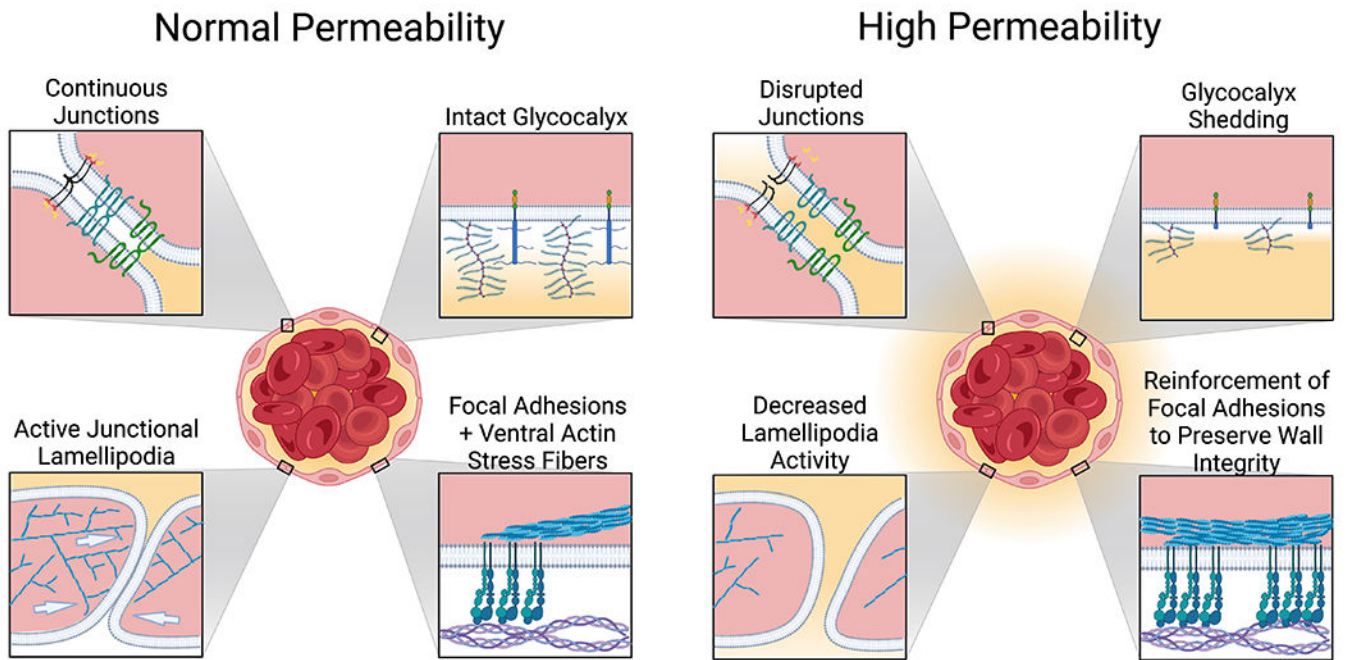 Normal Permeability
Continuous
Junctions
Intact Glycocalyx
Active Junctional
Lamellipodia
Focal Adhesions
+ Ventral Actin
Stress Fibers
High Permeability
Disrupted
Junctions
Glycocalyx
Shedding
Decreased
Lamellipodia
Activity
Reinforcement of
Focal Adhesions
to Preserve Wall
Integrity